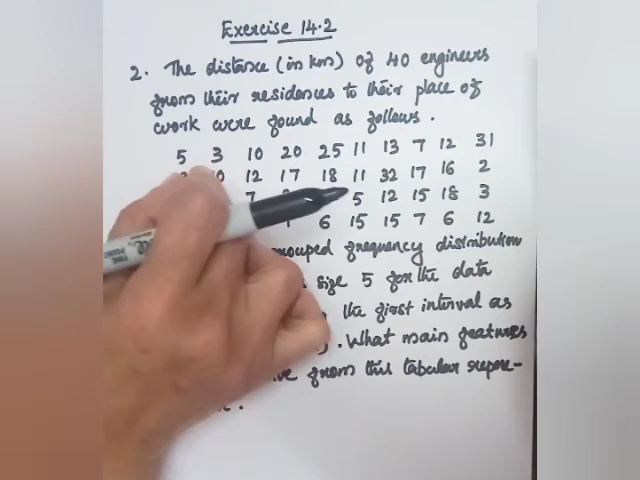 Exercise 14.2
2. The distance (in km) of 40 engineers
from their residences to their place of
work were found as follows.
5 3 10 20 25 11 13 7 12 31
10 12 17 18 11 32 17 16 2
7 5 12 15 18 3
6 15 15 7 6 12
grouped frequency distribution
size 5 for the data
the first interval as
. What main features
from this tabular repre-